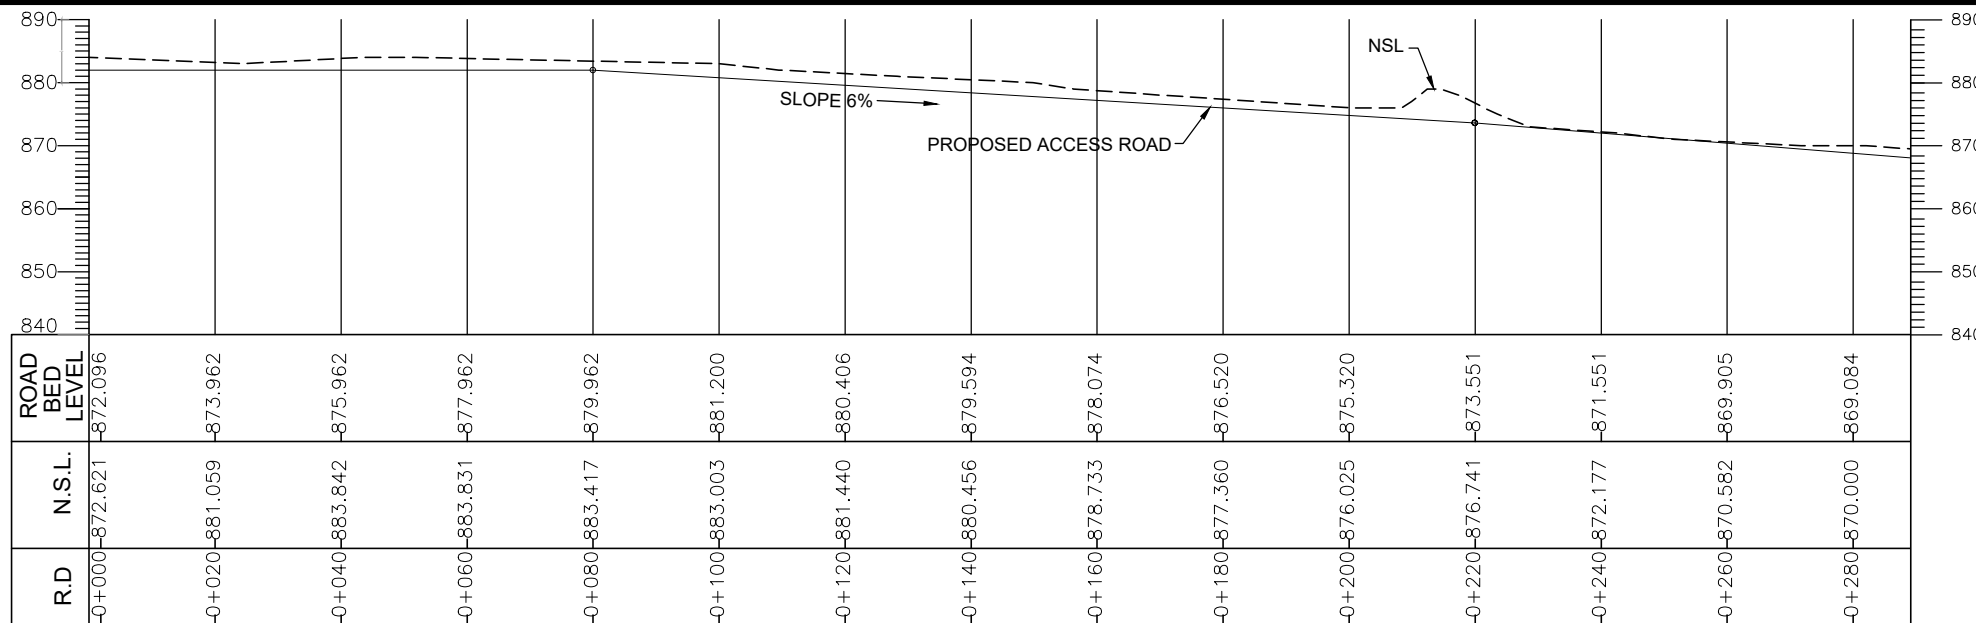 890
880
870
860
850
840
NSL
SLOPE 6%
PROPOSED ACCESS ROAD
890
880
870
860
850
840
ROAD BED LEVEL 872.096 873.962 875.962 877.962 879.962 881.200 880.406 879.594 878.074 876.520 875.320 873.551 871.551 869.905 869.084
N.S.L. 872.621 881.059 883.842 883.831 883.417 883.003 881.440 880.456 878.733 877.360 876.025 876.741 872.177 870.582 870.000
R.D 0+000 0+020 0+040 0+060 0+080 0+100 0+120 0+140 0+160 0+180 0+200 0+220 0+240 0+260 0+280